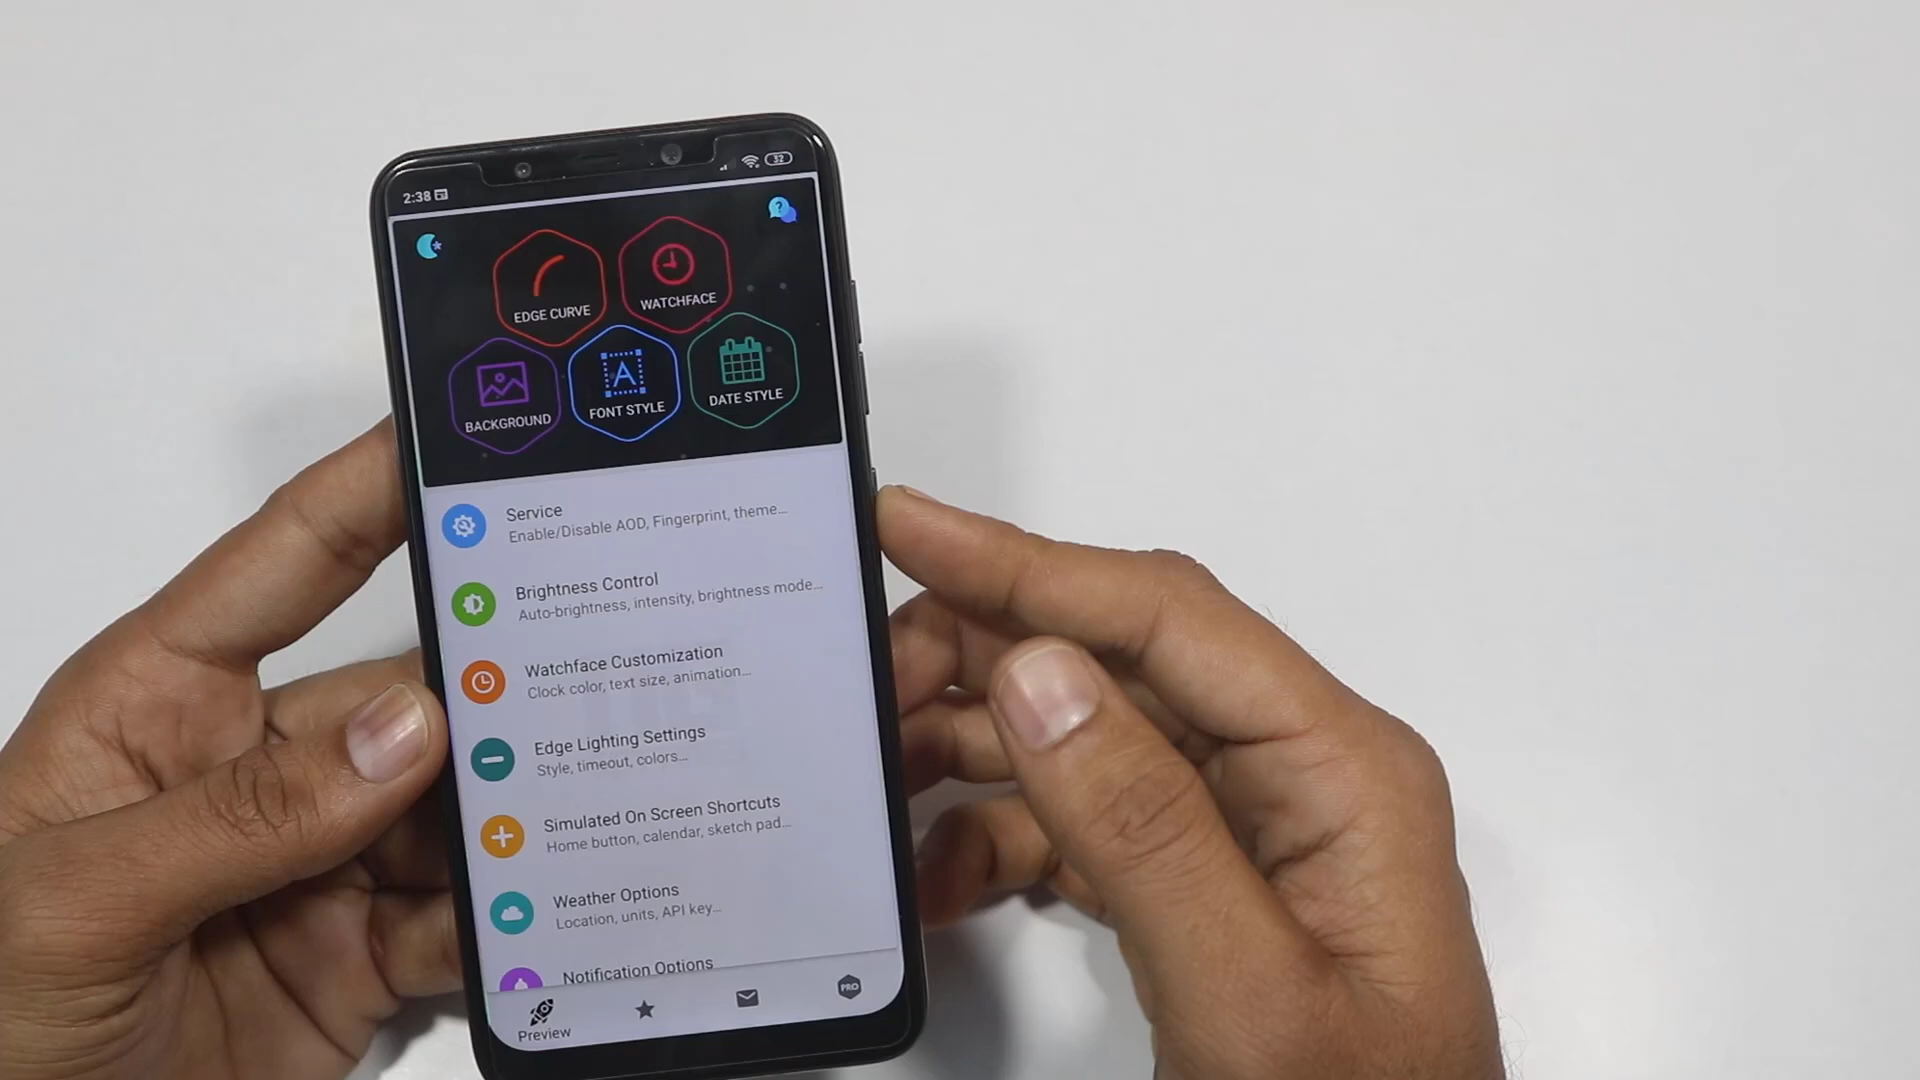 2:38
32
EDGE CURVE
WATCHFACE
BACKGROUND
FONT STYLE
DATE STYLE
Service
Enable/Disable AOD, Fingerprint, theme...
Brightness Control
Auto-brightness, intensity, brightness mode...
Watchface Customization
Clock color, text size, animation...
Edge Lighting Settings
Style, timeout, colors...
Simulated On Screen Shortcuts
Home button, calendar, sketch pad...
Weather Options
Location, units, API key...
Notification Options
Preview
PRO